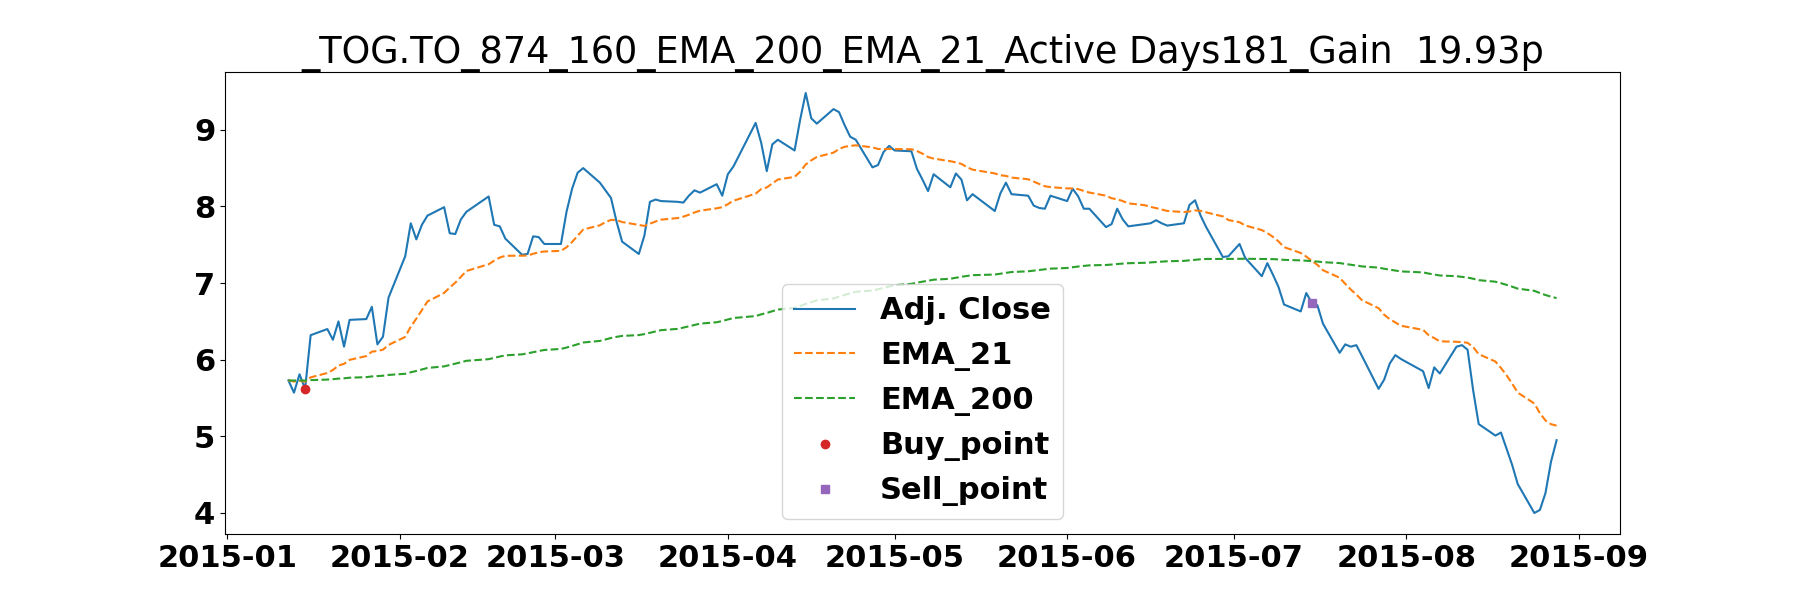 _TOG.TO_874_160_EMA_200_EMA_21_Active Days181_Gain  19.93p
9
8
7
6
5
4
Adj. Close
EMA_21
EMA_200
Buy_point
Sell_point
2015-01 2015-02 2015-03 2015-04 2015-05 2015-06 2015-07 2015-08 2015-09